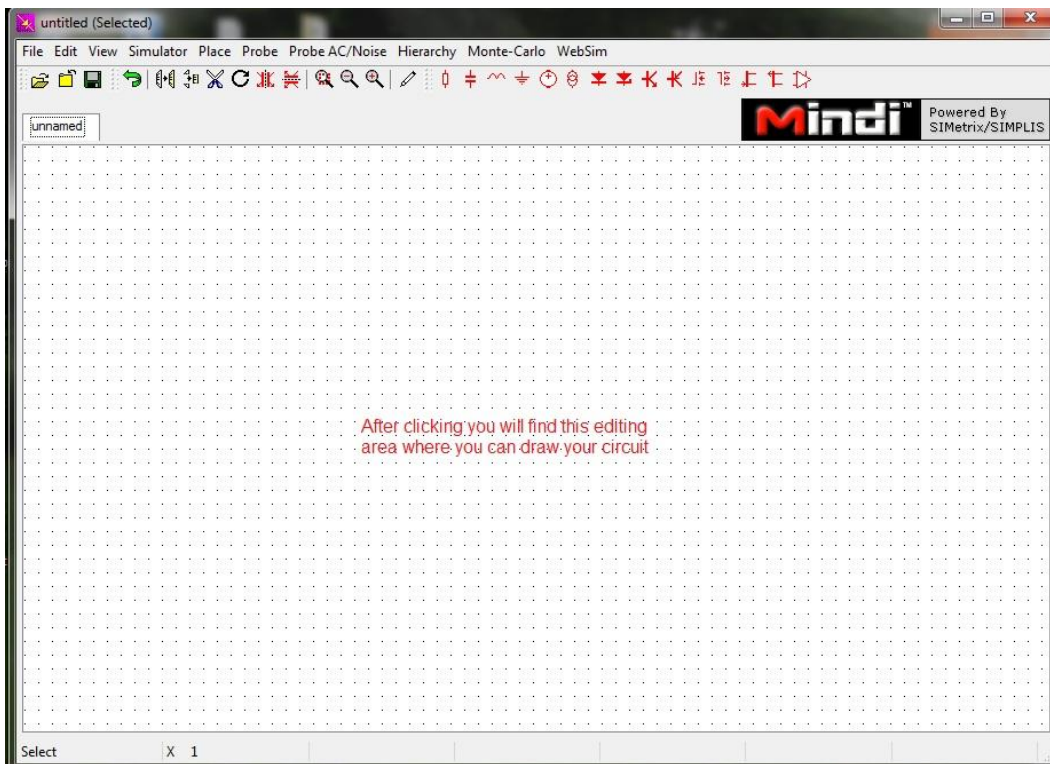 untitled (Selected)
File Edit View Simulator Place Probe Probe AC/Noise Hierarchy Monte-Carlo WebSim
Mindi™
Powered By
SIMetrix/SIMPLIS
unnamed
After clicking you will find this editing
area where you can draw your circuit
Select X 1